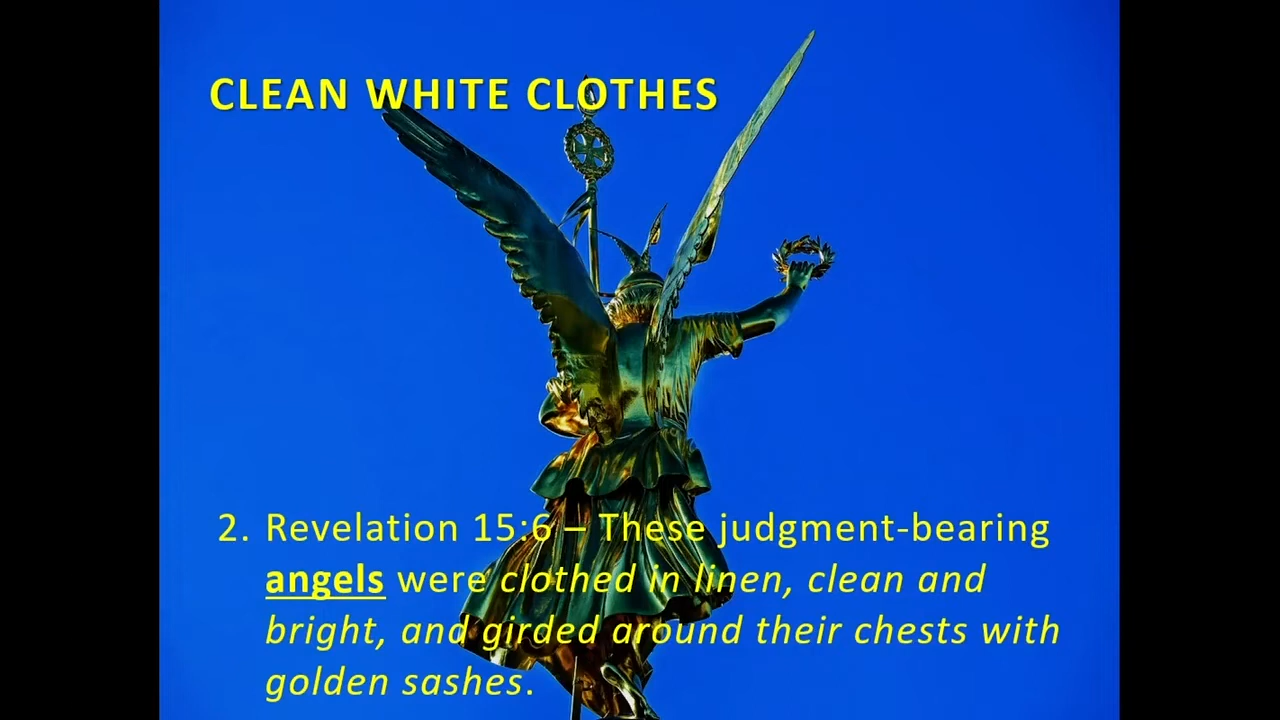 CLEAN WHITE CLOTHES
2. Revelation 15:6 – These judgment-bearing
angels were clothed in linen, clean and
bright, and girded around their chests with
golden sashes.